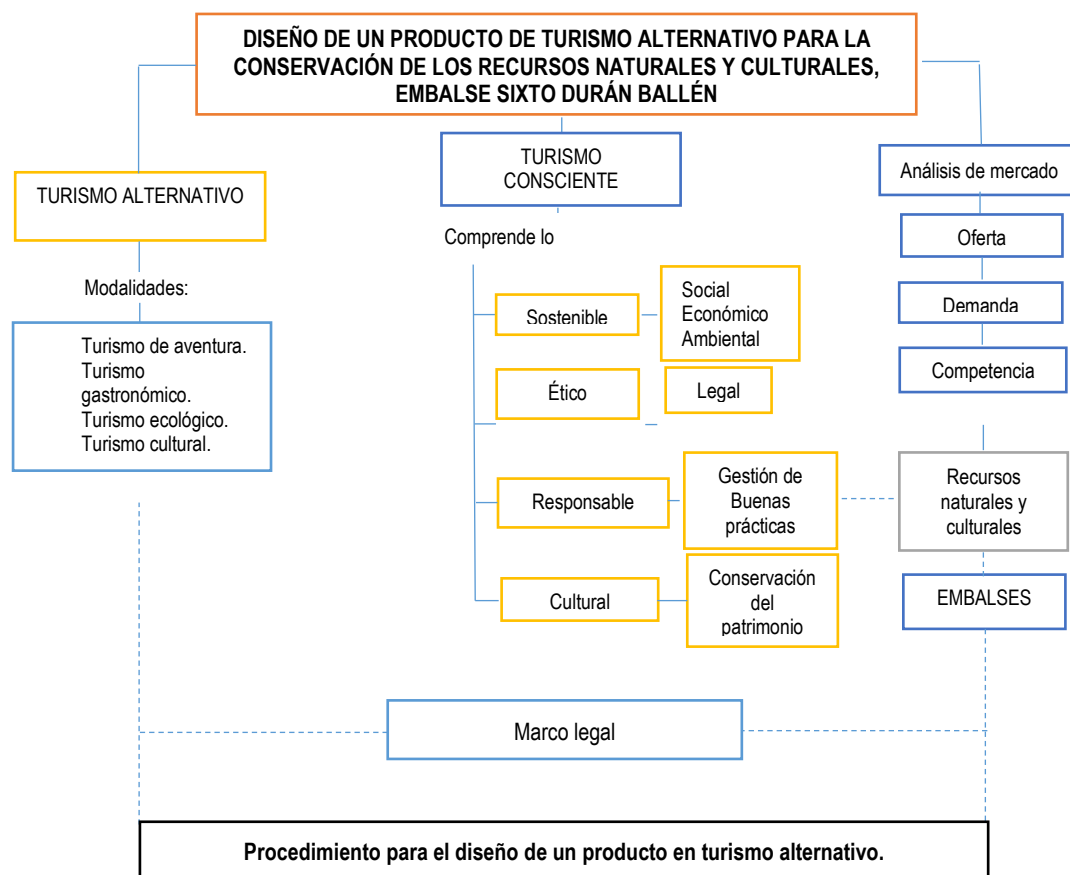 DISEÑO DE UN PRODUCTO DE TURISMO ALTERNATIVO PARA LA
CONSERVACIÓN DE LOS RECURSOS NATURALES Y CULTURALES,
EMBALSE SIXTO DURÁN BALLÉN
TURISMO ALTERNATIVO
Modalidades:
Turismo de aventura.
Turismo
gastronómico.
Turismo ecológico.
Turismo cultural.
TURISMO
CONSCIENTE
Comprende lo
Sostenible
Social
Económico
Ambiental
Ético
Legal
Responsable
Gestión de
Buenas
prácticas
Cultural
Conservación
del
patrimonio
Análisis de mercado
Oferta
Demanda
Competencia
Recursos
naturales y
culturales
EMBALSES
Marco legal
Procedimiento para el diseño de un producto en turismo alternativo.